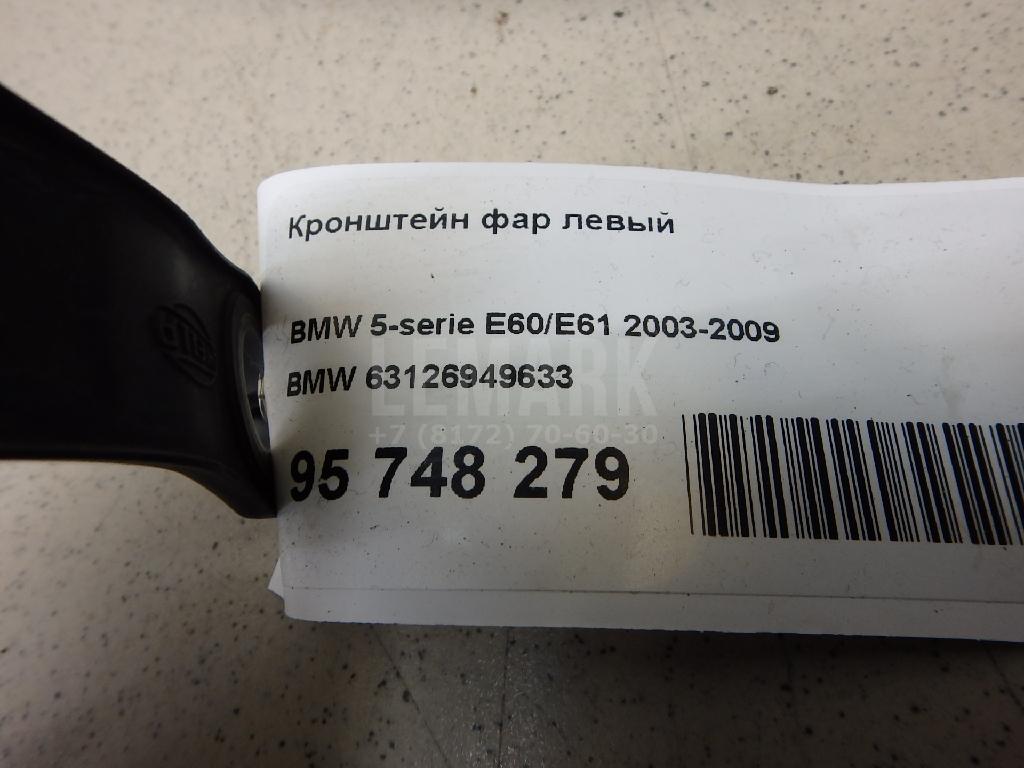 Кронштейн фар левый
BMW 5-serie E60/E61 2003-2009
BMW 63126949633
LEMARK
+7 (8172) 70-60-30
95 748 279